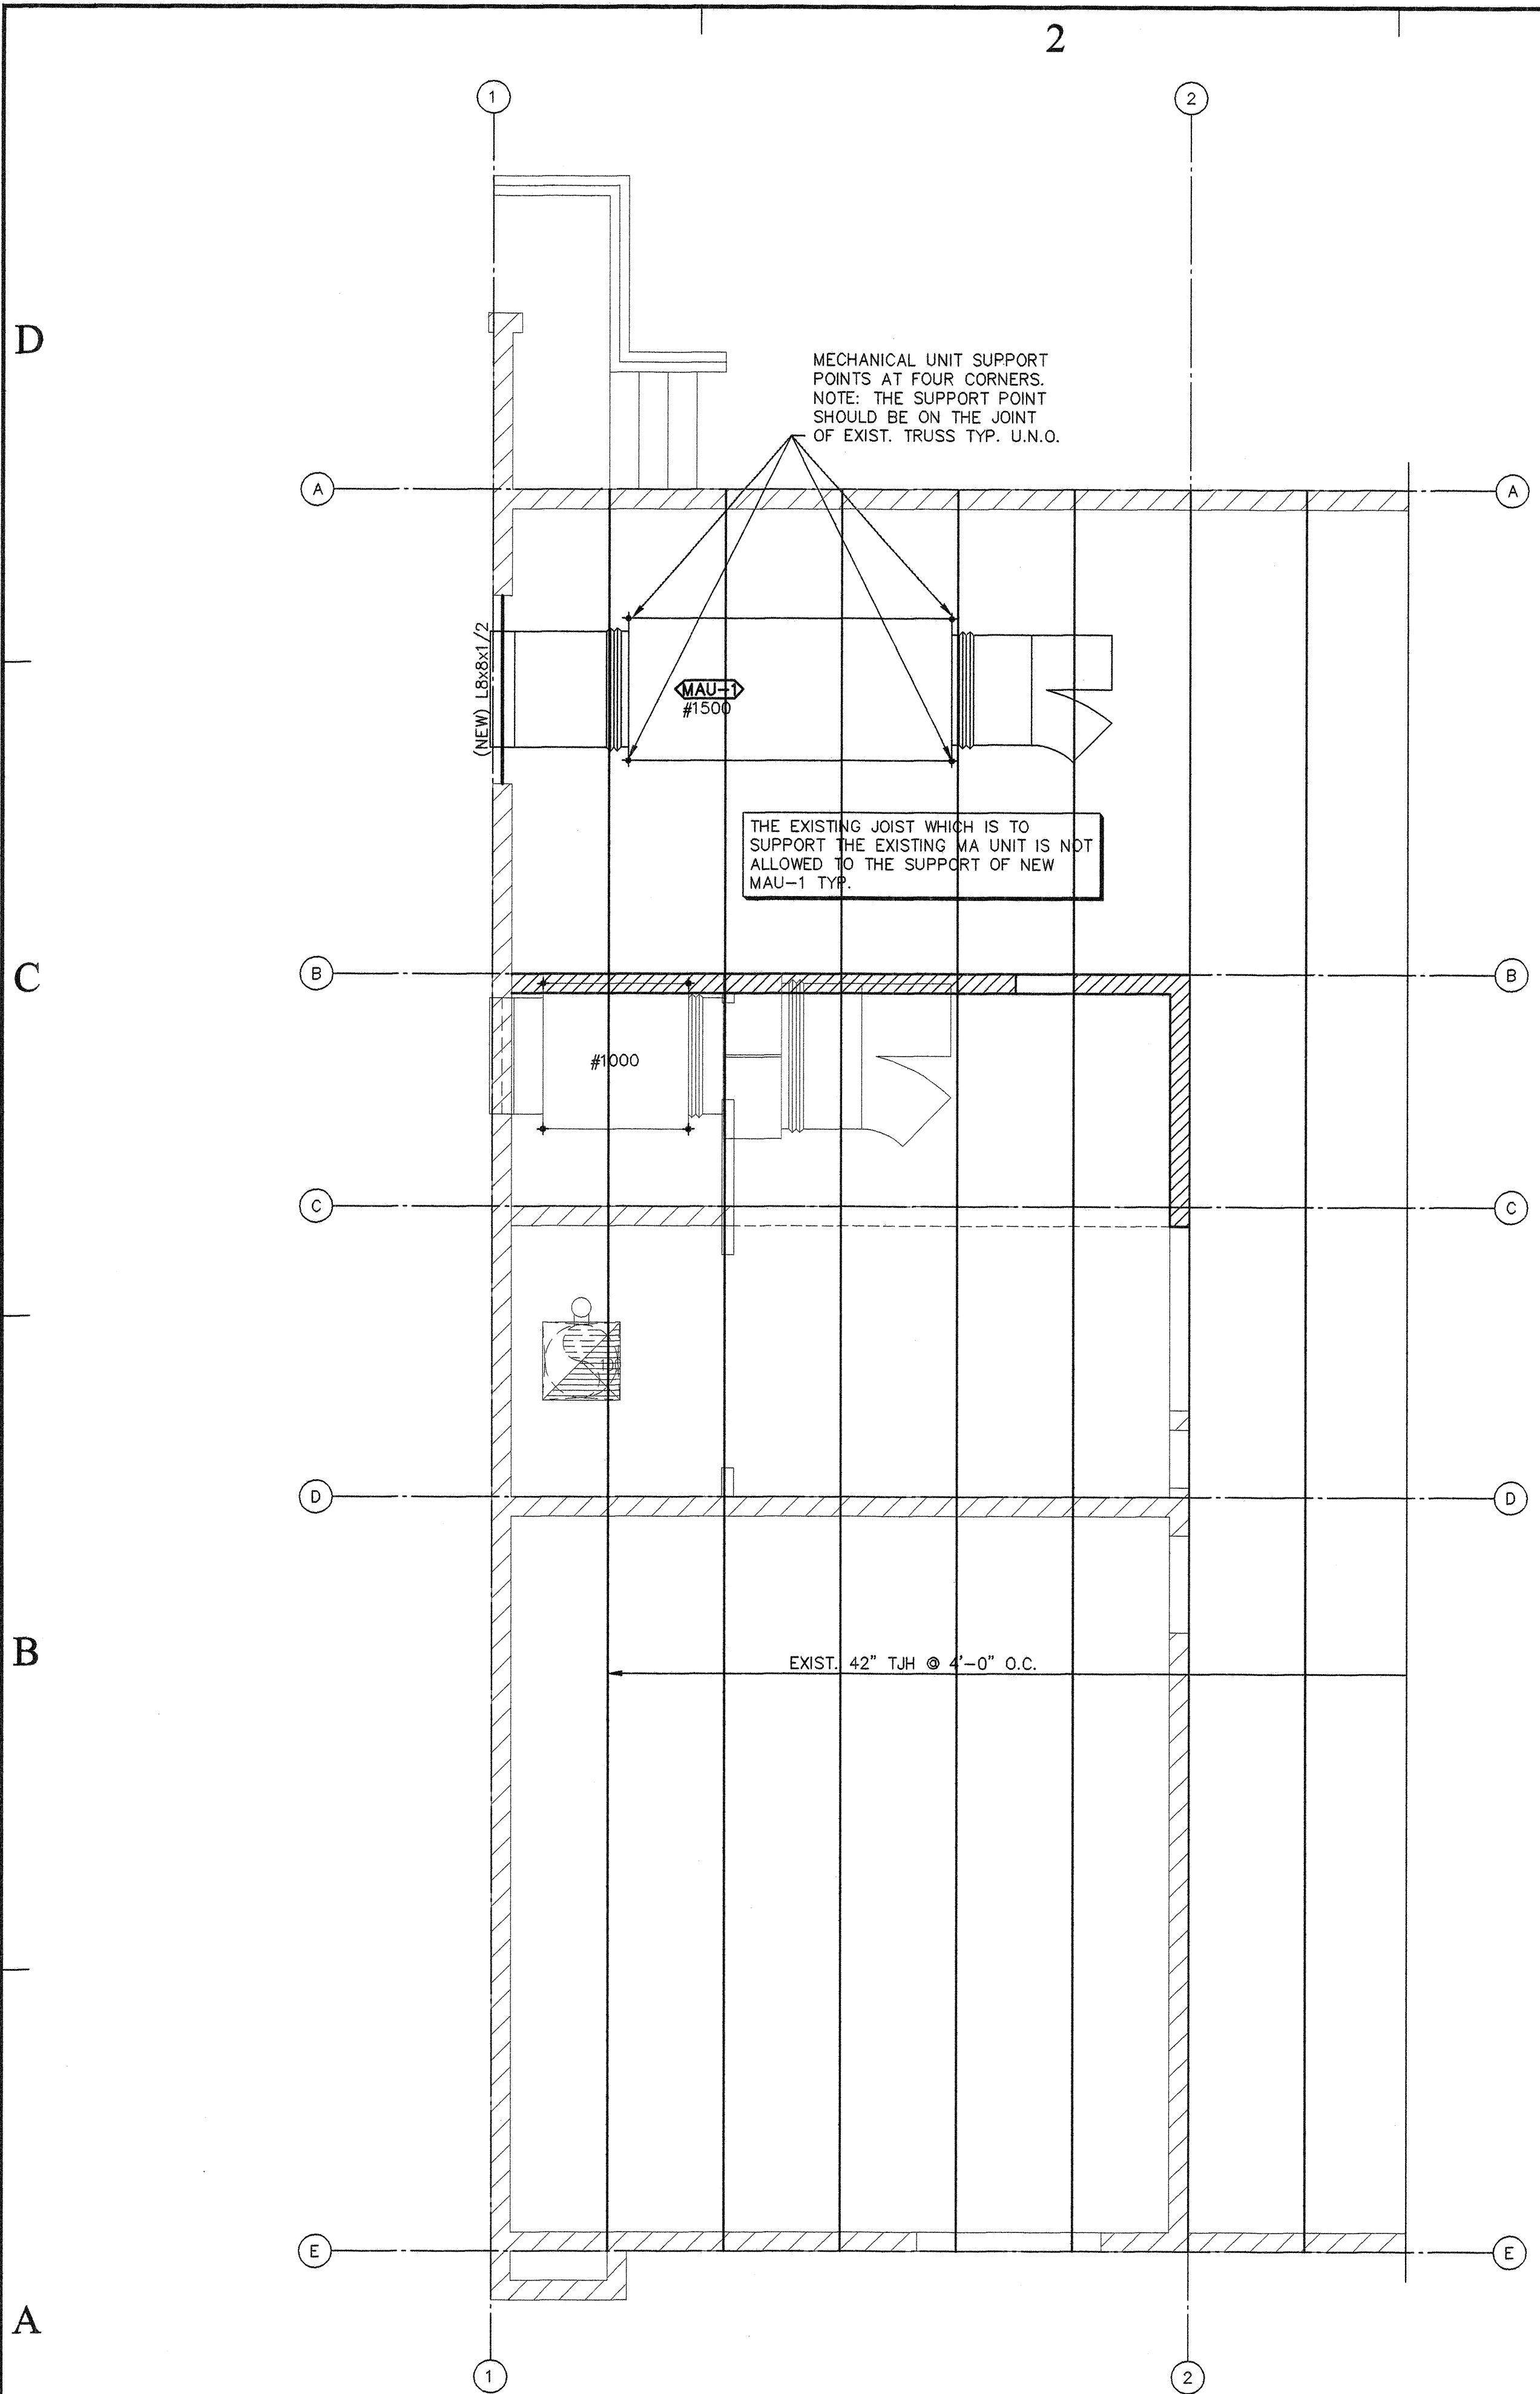 2
1
2
D
MECHANICAL UNIT SUPPORT
POINTS AT FOUR CORNERS.
NOTE: THE SUPPORT POINT
SHOULD BE ON THE JOINT
OF EXIST. TRUSS TYP. U.N.O.
A
A
(NEW) L8x8x1/2
MAU-1
#1500
THE EXISTING JOIST WHICH IS TO
SUPPORT THE EXISTING MA UNIT IS NOT
ALLOWED TO THE SUPPORT OF NEW
MAU-1 TYP.
C
B
B
#1000
C
C
D
D
B
EXIST. 42" TJH @ 4'-0" O.C.
E
E
A
1
2